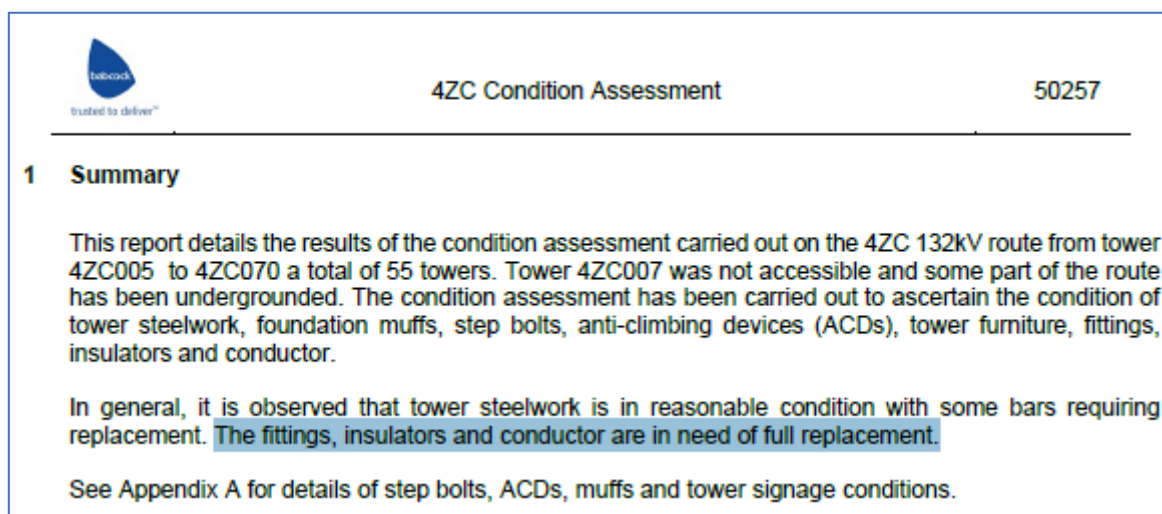 babcock
trusted to deliver™
4ZC Condition Assessment
50257
1 Summary
This report details the results of the condition assessment carried out on the 4ZC 132kV route from tower
4ZC005 to 4ZC070 a total of 55 towers. Tower 4ZC007 was not accessible and some part of the route
has been undergrounded. The condition assessment has been carried out to ascertain the condition of
tower steelwork, foundation muffs, step bolts, anti-climbing devices (ACDs), tower furniture, fittings,
insulators and conductor.
In general, it is observed that tower steelwork is in reasonable condition with some bars requiring
replacement. The fittings, insulators and conductor are in need of full replacement.
See Appendix A for details of step bolts, ACDs, muffs and tower signage conditions.